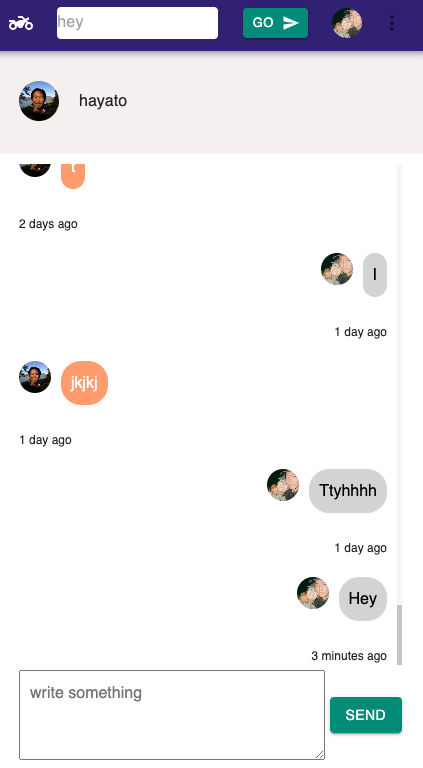 hey
GO
hayato
2 days ago
l
1 day ago
jkjkj
1 day ago
Ttyhhhh
1 day ago
Hey
3 minutes ago
write something
SEND